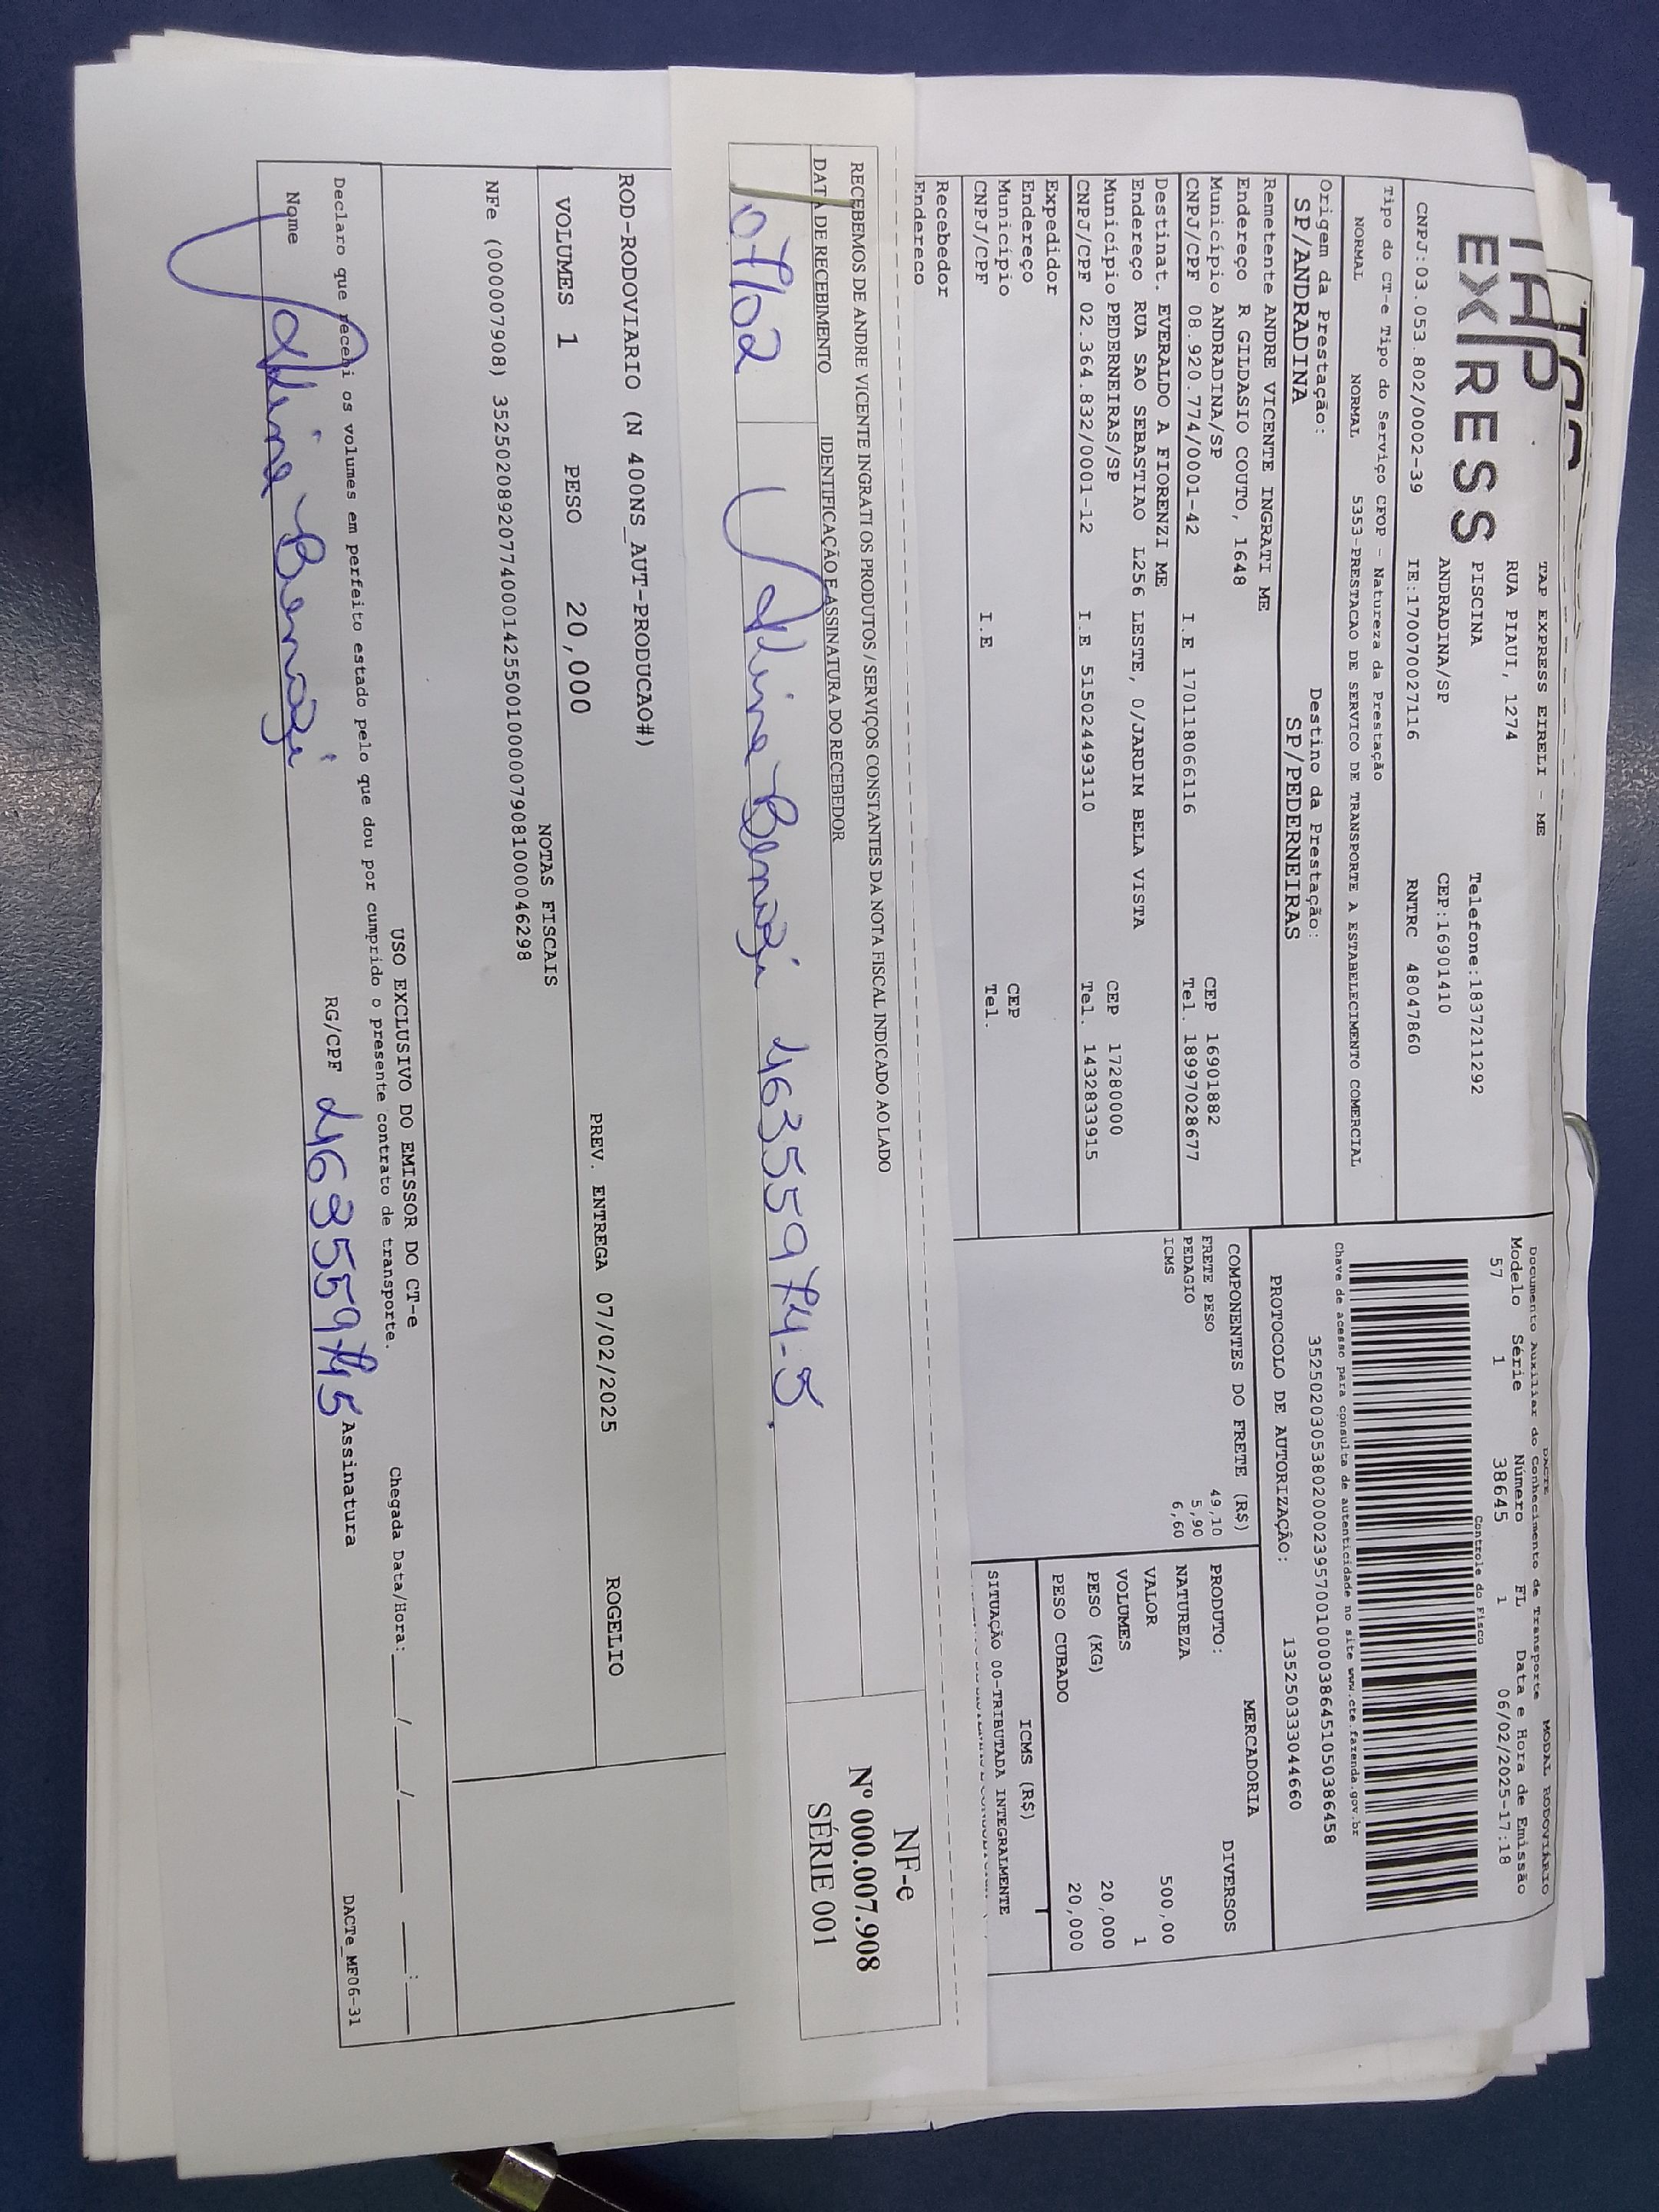 TAP
EXPRESS
TAP EXPRESS EIRELI - ME
RUA PIAUI, 1274
PISCINA Telefone:1837211292
ANDRADINA/SP CEP:16901410
CNPJ:03.053.802/0002-39 IE:170070027116 RNTRC 48047860
Tipo do CT-e Tipo do Serviço CFOP - Natureza da Prestação
NORMAL NORMAL 5353-PRESTACAO DE SERVICO DE TRANSPORTE A ESTABELECIMENTO COMERCIAL
Origem da Prestação: Destino da Prestação:
SP/ANDRADINA SP/PEDERNEIRAS
DACTE MODAL RODOVIÁRIO
Documento Auxiliar do Conhecimento de Transporte
Modelo Série Número FL Data e Hora de Emissão
57 1 38645 1 06/02/2025-17:18
Controle do Fisco
Chave de acesso para consulta de autenticidade no site www.cte.fazenda.gov.br
35250203053802000239570010000386451050386458
PROTOCOLO DE AUTORIZAÇÃO: 135250333044660
Remetente ANDRE VICENTE INGRATI ME
Endereço R GILDASIO COUTO, 1648
Município ANDRADINA/SP CEP 16901882
CNPJ/CPF 08.920.774/0001-42 I.E 170118066116 Tel. 18997028677
Destinat. EVERALDO A FIORENZI ME
Endereço RUA SAO SEBASTIAO L256 LESTE, 0/JARDIM BELA VISTA
Município PEDERNEIRAS/SP CEP 17280000
CNPJ/CPF 02.364.832/0001-12 I.E 515024493110 Tel. 1432833915
Expedidor
Endereço
Município CEP
CNPJ/CPF I.E Tel.
Recebedor
Endereço
COMPONENTES DO FRETE (R$)
FRETE PESO 49,10
PEDAGIO 5,90
ICMS 6,60
MERCADORIA
PRODUTO: DIVERSOS
NATUREZA
VALOR 500,00
VOLUMES 1
PESO (KG) 20,000
PESO CUBADO 20,000
ICMS (R$)
SITUAÇÃO 00-TRIBUTADA INTEGRALMENTE
RECEBEMOS DE ANDRE VICENTE INGRATI OS PRODUTOS / SERVIÇOS CONSTANTES DA NOTA FISCAL INDICADO AO LADO
DATA DE RECEBIMENTO IDENTIFICAÇÃO E ASSINATURA DO RECEBEDOR
07/02 46355974-5
NF-e
Nº 000.007.908
SÉRIE 001
ROD-RODOVIARIO (N 400NS_AUT-PRODUCAO#)
VOLUMES 1 PESO 20,000 PREV. ENTREGA 07/02/2025 ROGELIO
NOTAS FISCAIS
NFe (000007908) 35250208920774000142550010000079081000046298
USO EXCLUSIVO DO EMISSOR DO CT-e
Declaro que recebi os volumes em perfeito estado pelo que dou por cumprido o presente contrato de transporte.
Chegada Data/Hora:____/____/____ __:__
Nome RG/CPF 463559745 Assinatura
DACTe_MF06-31